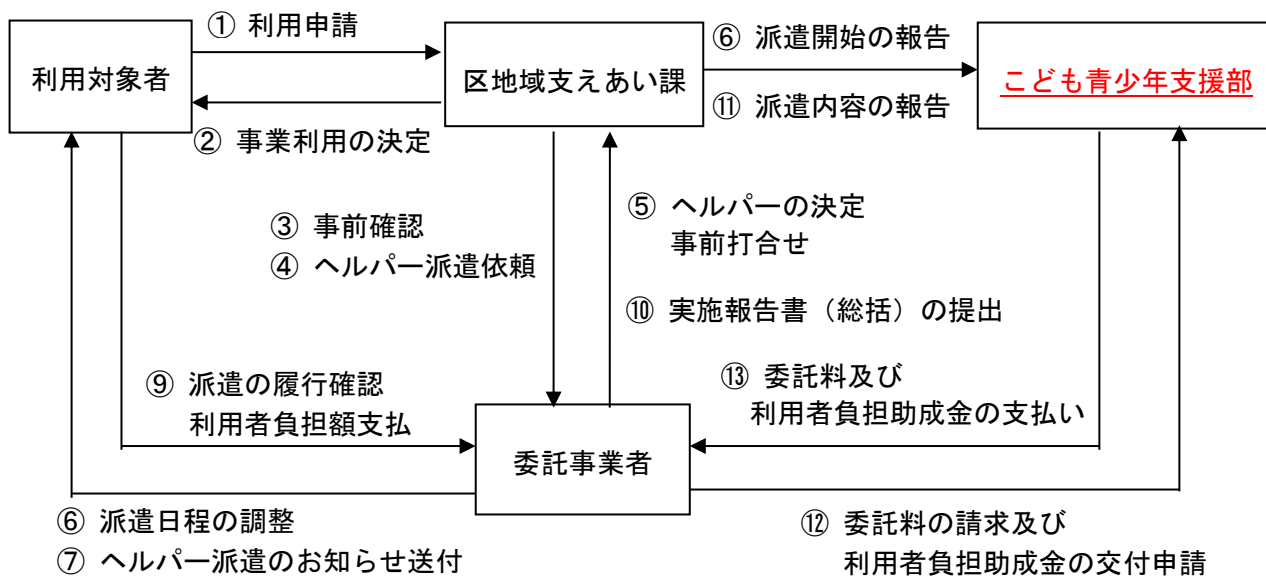 ① 利用申請
⑥ 派遣開始の報告
利用対象者
区地域支えあい課
こども青少年支援部
⑪ 派遣内容の報告
② 事業利用の決定
⑤ ヘルパーの決定
事前打合せ
③ 事前確認
④ ヘルパー派遣依頼
⑩ 実施報告書（総括）の提出
⑨ 派遣の履行確認
利用者負担額支払
⑬ 委託料及び
利用者負担助成金の支払い
委託事業者
⑥ 派遣日程の調整
⑦ ヘルパー派遣のお知らせ送付
⑫ 委託料の請求及び
利用者負担助成金の交付申請